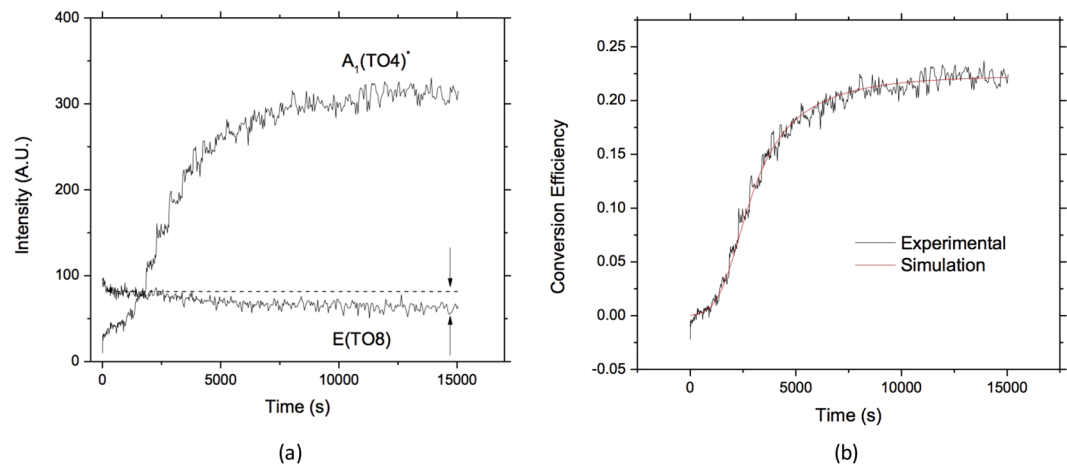 400
300
200
100
0
Intensity (A.U.)
A₁(TO4)*
E(TO8)
0 5000 10000 15000
Time (s)
(a)
0.25
0.20
0.15
0.10
0.05
0.00
-0.05
Conversion Efficiency
Experimental
Simulation
0 5000 10000 15000
Time (s)
(b)